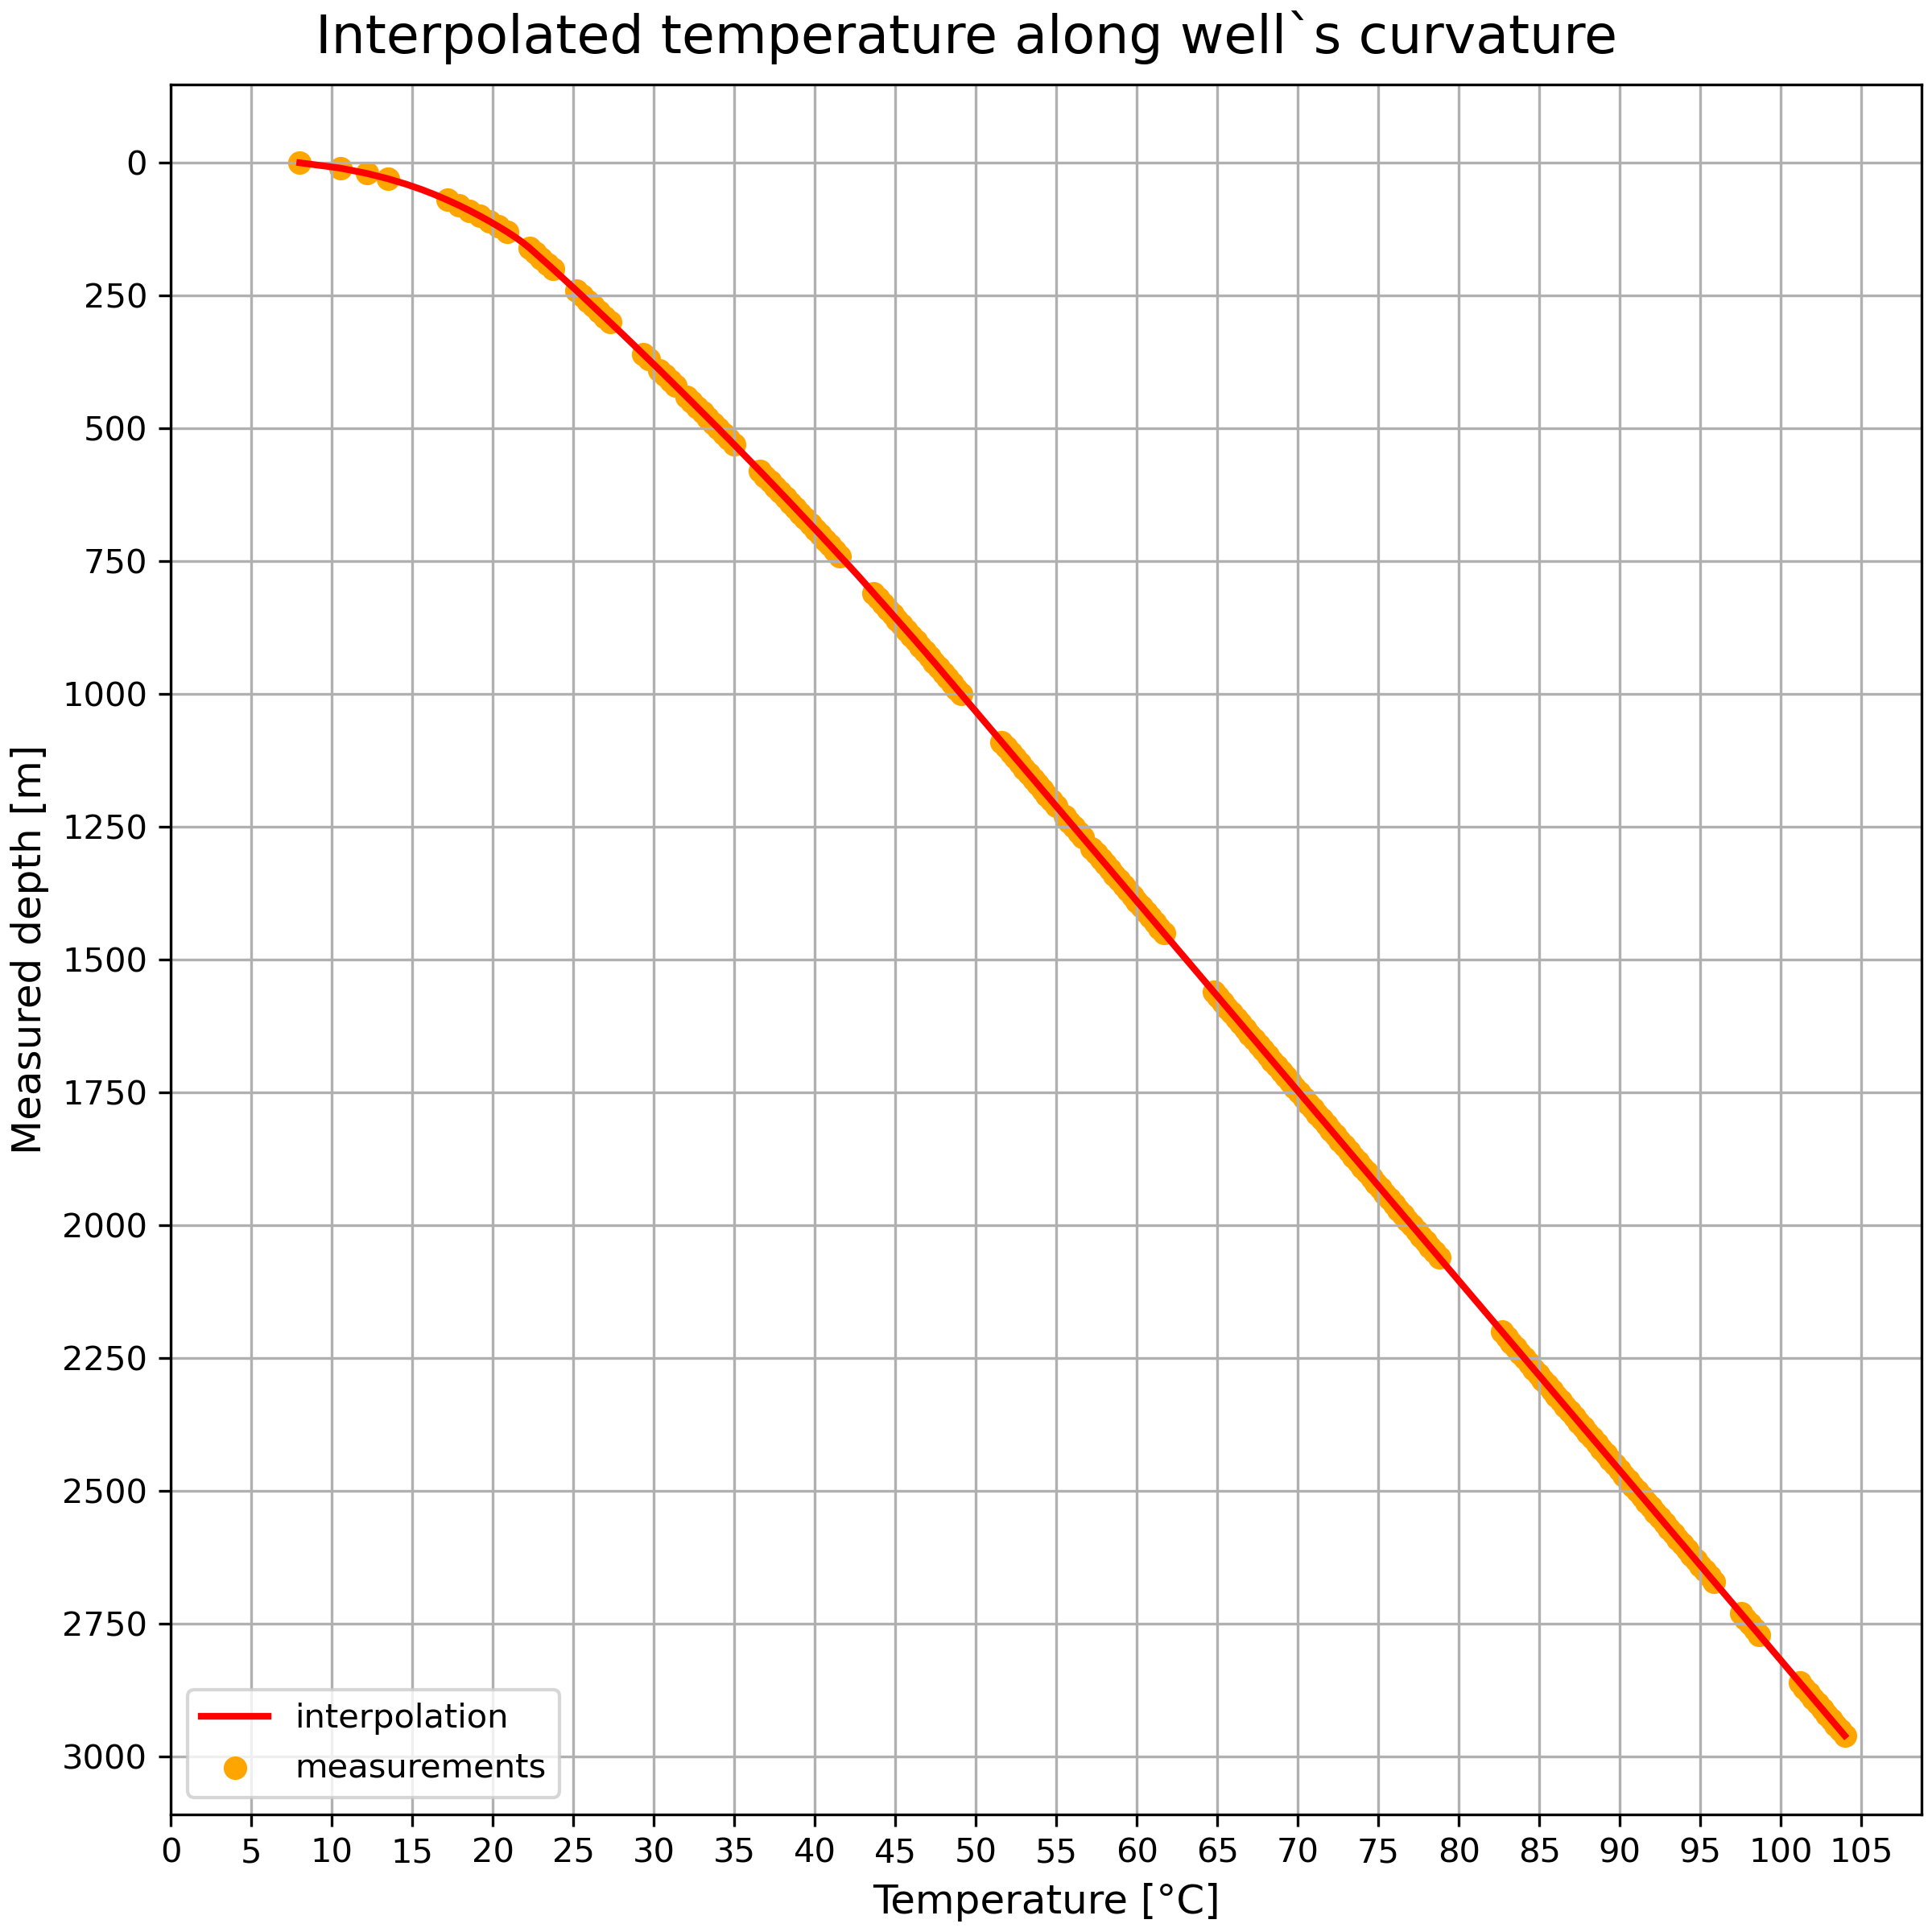 Interpolated temperature along well`s curvature
Measured depth [m]
0
250
500
750
1000
1250
1500
1750
2000
2250
2500
2750
3000
interpolation
measurements
0 5 10 15 20 25 30 35 40 45 50 55 60 65 70 75 80 85 90 95 100 105
Temperature [°C]